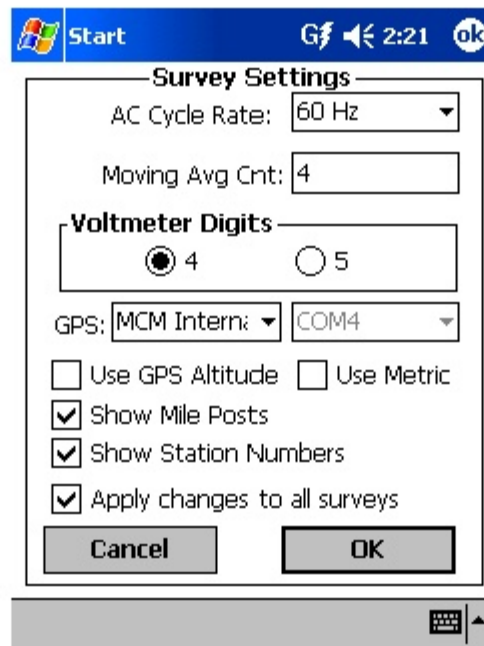 Start G 2:21 ok
Survey Settings
AC Cycle Rate: 60 Hz
Moving Avg Cnt: 4
Voltmeter Digits
4 5
GPS: MCM Interna COM4
Use GPS Altitude Use Metric
Show Mile Posts
Show Station Numbers
Apply changes to all surveys
Cancel OK